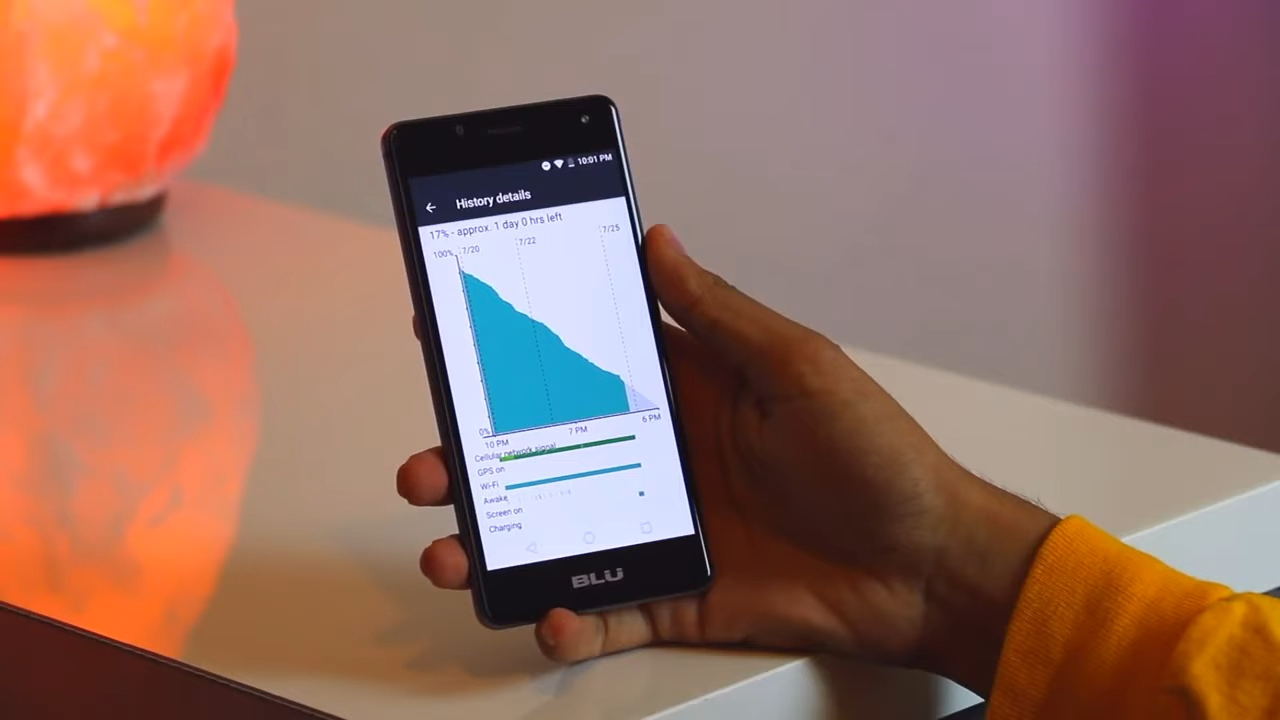 10:01 PM
History details
17% - approx. 1 day 0 hrs left
100% 7/20 7/22 7/25
0%
10 PM 7 PM 6 PM
Cellular network signal
GPS on
Wi-Fi
Awake
Screen on
Charging
BLU